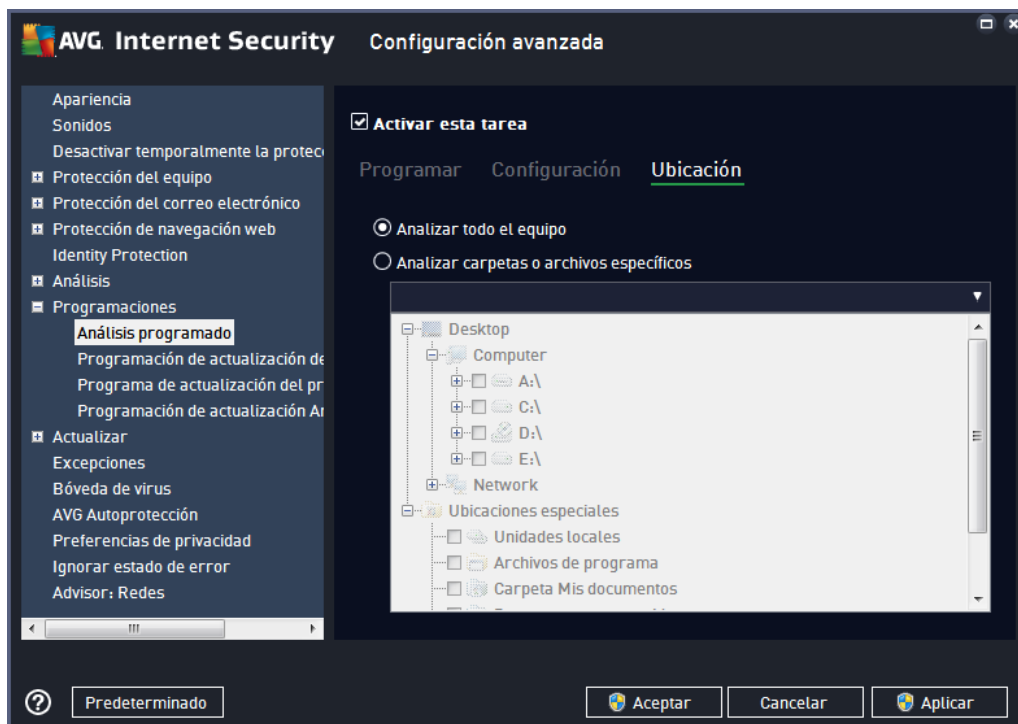 AVG Internet Security Configuración avanzada
Apariencia
Sonidos
Desactivar temporalmente la protec
Protección del equipo
Protección del correo electrónico
Protección de navegación web
Identity Protection
Análisis
Programaciones
Análisis programado
Programación de actualización de
Programa de actualización del pr
Programación de actualización
Actualizar
Excepciones
Bóveda de virus
AVG Autoprotección
Preferencias de privacidad
Ignorar estado de error
Advisor: Redes
Activar esta tarea
Programar Configuración Ubicación
Analizar todo el equipo
Analizar carpetas o archivos específicos
Desktop
Computer
A:\
C:\
D:\
E:\
Network
Ubicaciones especiales
Unidades locales
Archivos de programa
Carpeta Mis documentos
Predeterminado Aceptar Cancelar Aplicar